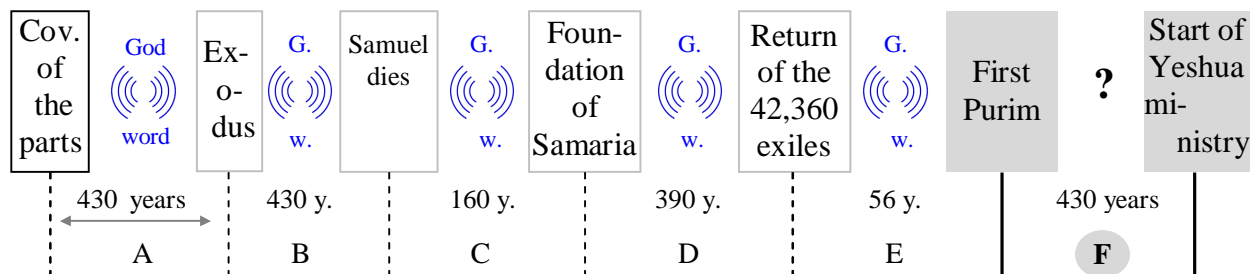 Cov.
of
the
parts
God
word
Ex-
o-
dus
G.
w.
Samuel
dies
G.
w.
Foun-
dation
of
Samaria
G.
w.
Return
of the
42,360
exiles
G.
w.
First
Purim
?
Start of
Yeshua
mi-
nistry
430 years
430 y.
160 y.
390 y.
56 y.
430 years
A
B
C
D
E
F